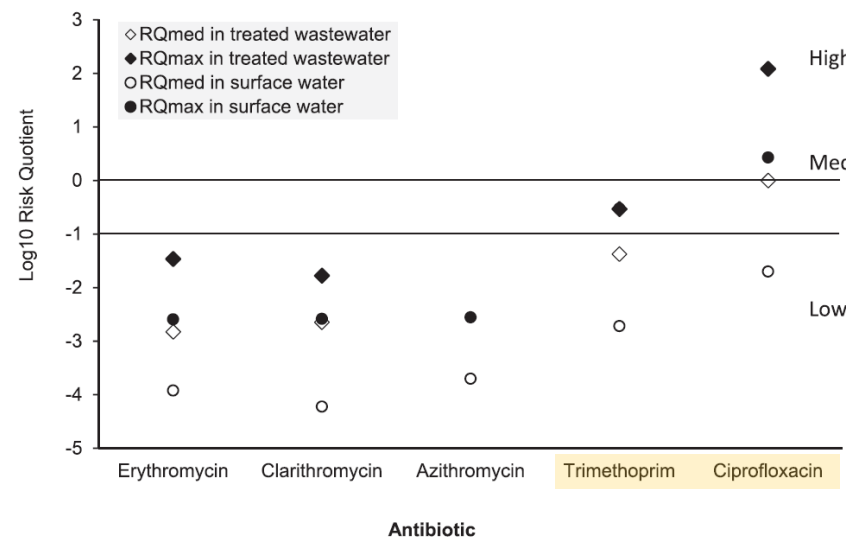 3
RQmed in treated wastewater
RQmax in treated wastewater
RQmed in surface water
RQmax in surface water
2
High
1
Med
0
-1
-2
Low
-3
-4
-5
Log10 Risk Quotient
Erythromycin Clarithromycin Azithromycin Trimethoprim Ciprofloxacin
Antibiotic